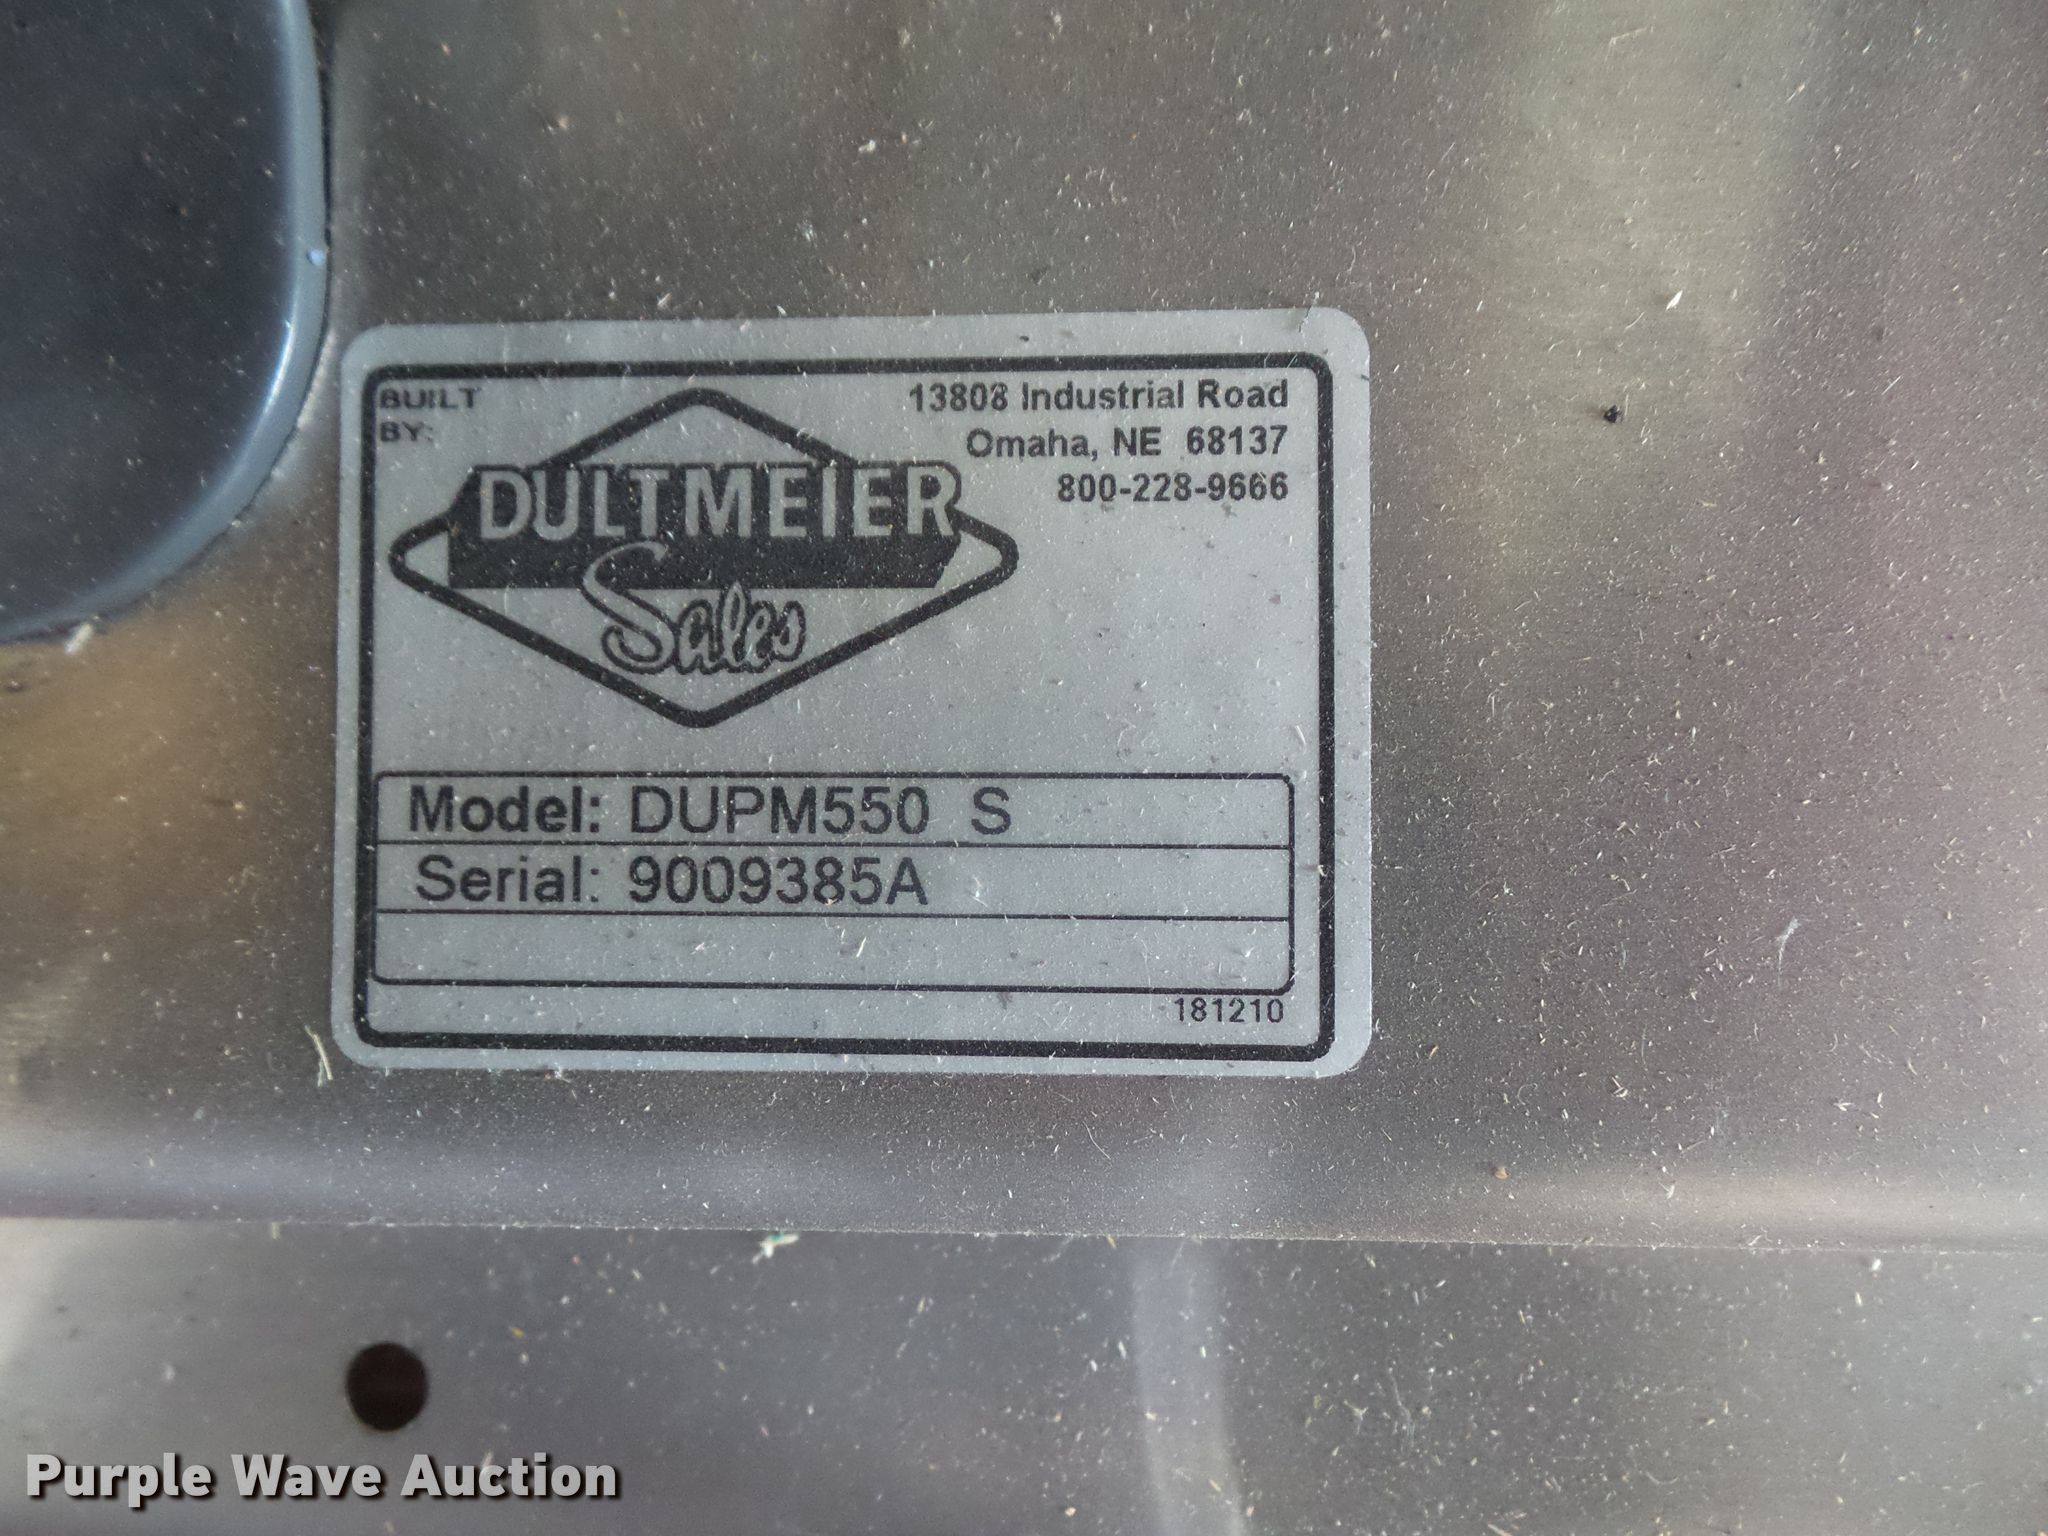 BUILT
BY:
DULTMEIER
Sales
13808 Industrial Road
Omaha, NE 68137
800-228-9666
Model: DUPM550 S
Serial: 9009385A
181210
Purple Wave Auction